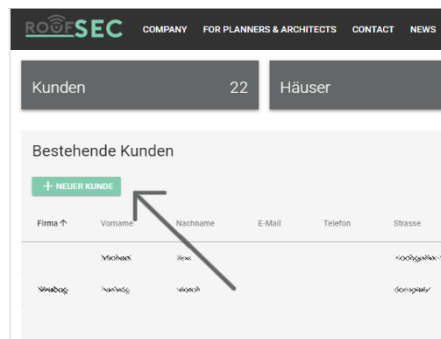 ROOFSEC COMPANY FOR PLANNERS & ARCHITECTS CONTACT NEWS
Kunden 22 Häuser
Bestehende Kunden
+ NEUER KUNDE
Firma ↑ Vorname Nachname E-Mail Telefon Strasse